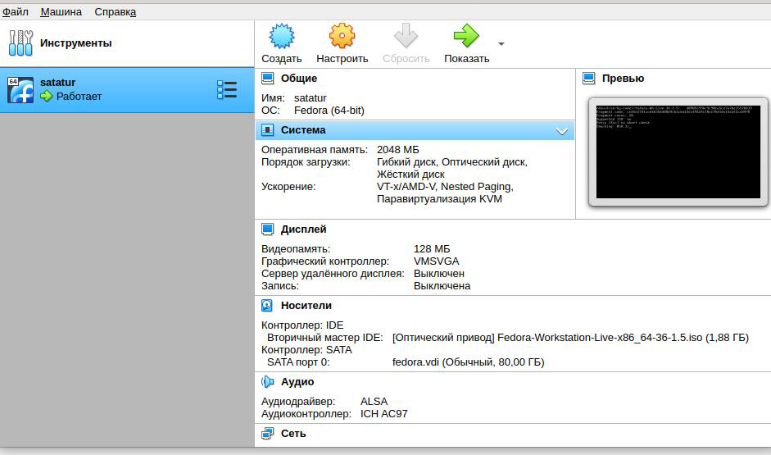 Файл Машина Справка
Инструменты
Создать Настроить Сбросить Показать
64
satatur
Работает
Общие
Имя: satatur
ОС: Fedora (64-bit)
Система
Оперативная память: 2048 МБ
Порядок загрузки: Гибкий диск, Оптический диск,
Жёсткий диск
Ускорение: VT-x/AMD-V, Nested Paging,
Паравиртуализация KVM
Превью
Дисплей
Видеопамять: 128 МБ
Графический контроллер: VMSVGA
Сервер удалённого дисплея: Выключен
Запись: Выключена
Носители
Контроллер: IDE
Вторичный мастер IDE: [Оптический привод] Fedora-Workstation-Live-x86_64-36-1.5.iso (1,88 ГБ)
Контроллер: SATA
SATA порт 0: fedora.vdi (Обычный, 80,00 ГБ)
Аудио
Аудиодрайвер: ALSA
Аудиоконтроллер: ICH AC97
Сеть